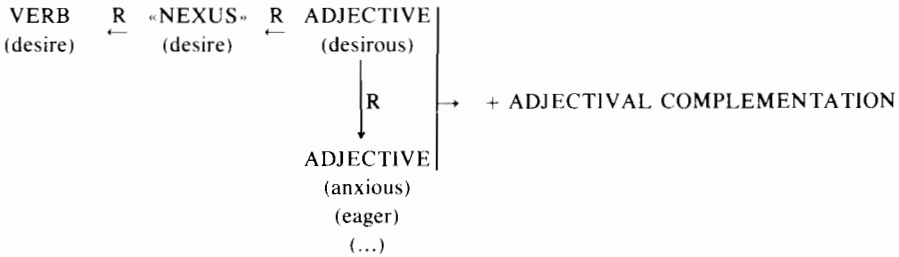 VERB R «NEXUS» R ADJECTIVE
(desire) ← (desire) ← (desirous)
R
→ + ADJECTIVAL COMPLEMENTATION
ADJECTIVE
(anxious)
(eager)
(...)